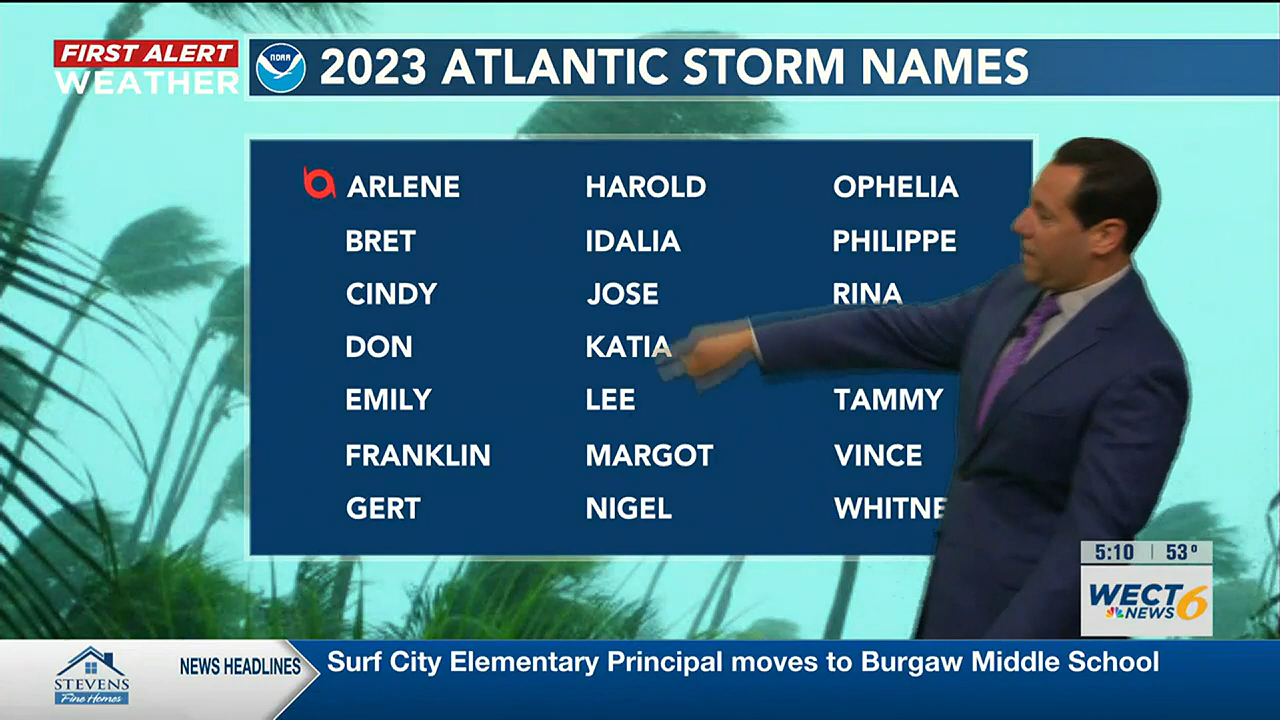 FIRST ALERT
WEATHER
NOAA
2023 ATLANTIC STORM NAMES
ARLENE
BRET
CINDY
DON
EMILY
FRANKLIN
GERT
HAROLD
IDALIA
JOSE
KATIA
LEE
MARGOT
NIGEL
OPHELIA
PHILIPPE
RINA
TAMMY
VINCE
WHITNE
5:10 | 53°
WECT 6
NEWS
STEVENS
Fine Homes
NEWS HEADLINES
Surf City Elementary Principal moves to Burgaw Middle School